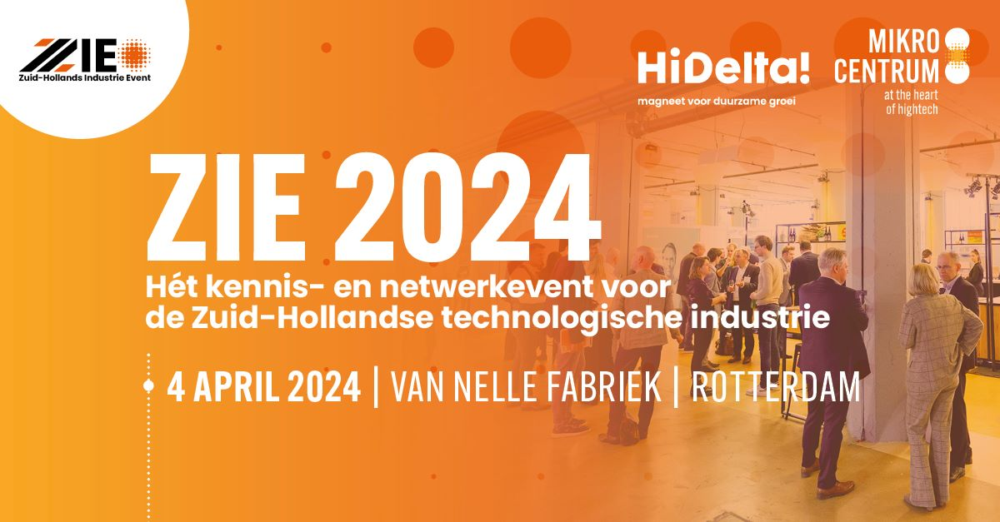 ZIE
Zuid-Hollands Industrie Event
HiDelta!
magneet voor duurzame groei
MIKRO
CENTRUM
at the heart
of hightech
ZIE 2024
Hét kennis- en netwerkevent voor
de Zuid-Hollandse technologische industrie
4 APRIL 2024 | VAN NELLE FABRIEK | ROTTERDAM